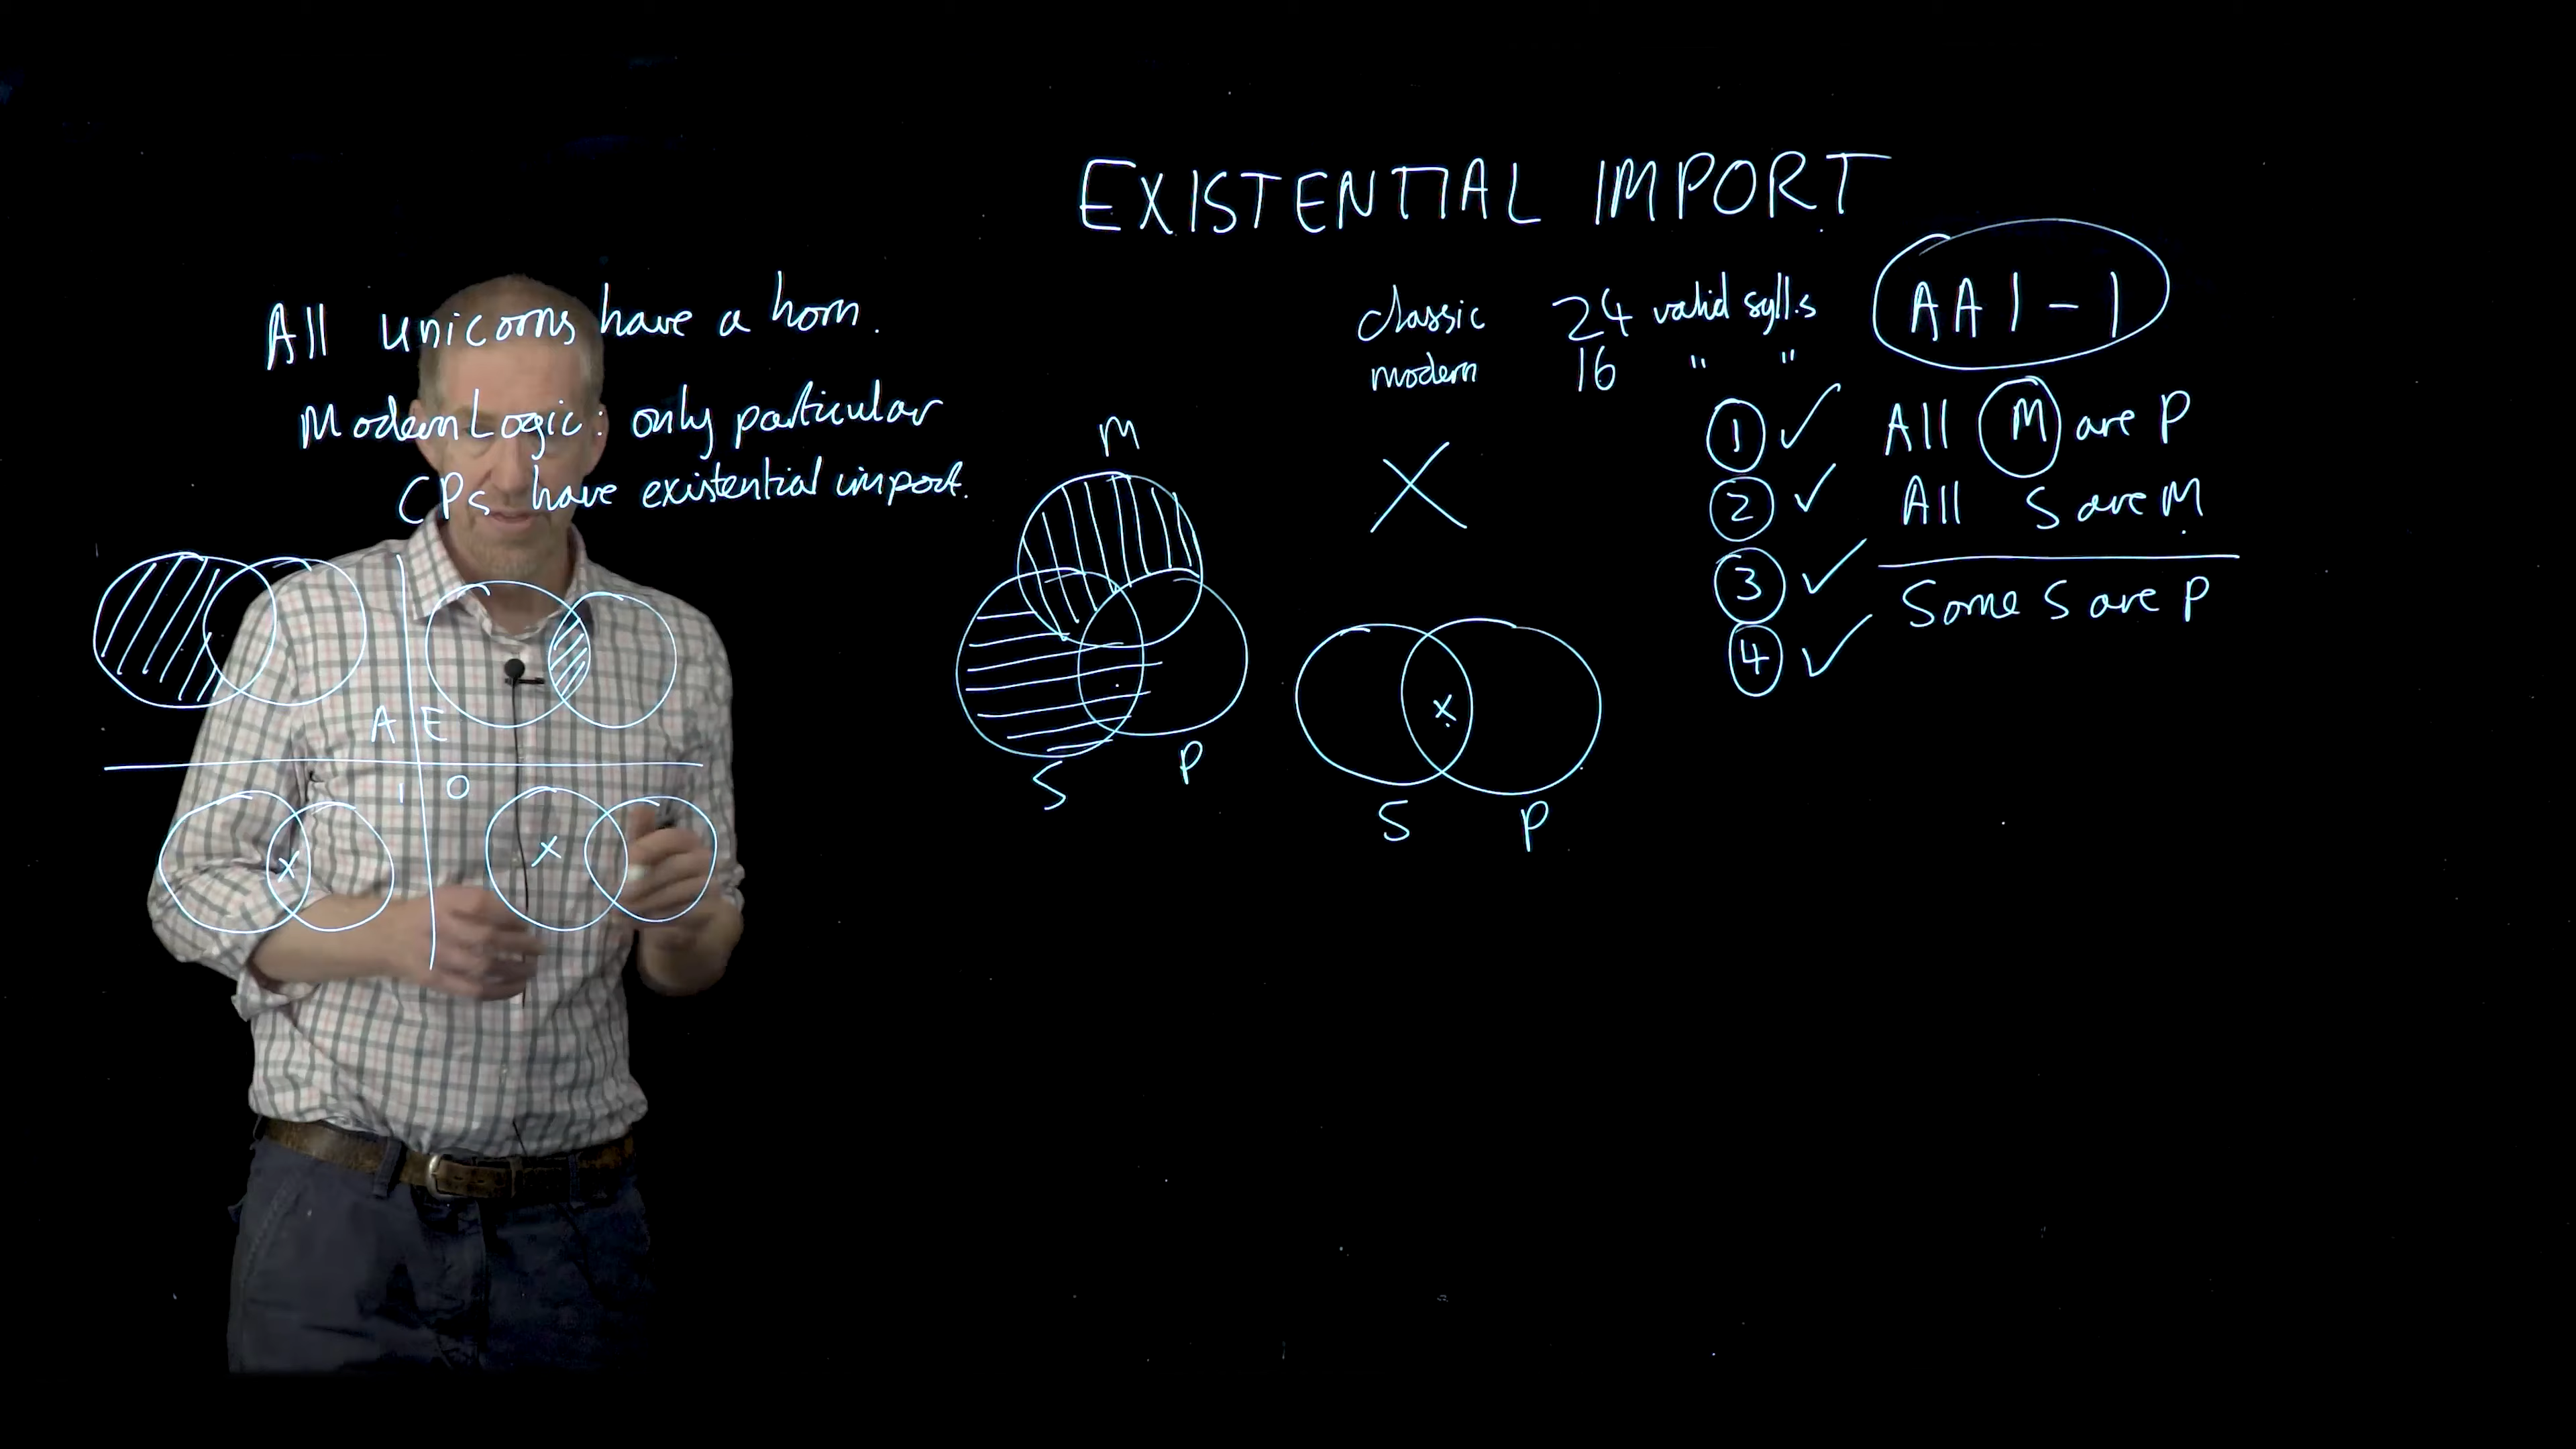 EXISTENTIAL IMPORT
All unicorns have a horn.
Modern Logic: only particular
CPs have existential import.
A E
I O
classic 24 valid sylls
modern 16 " "
AAI-1
1 ✓ All M are P
2 ✓ All S are M
3 ✓ Some S are P
4 ✓
M
S P
X
X
S P
X
X